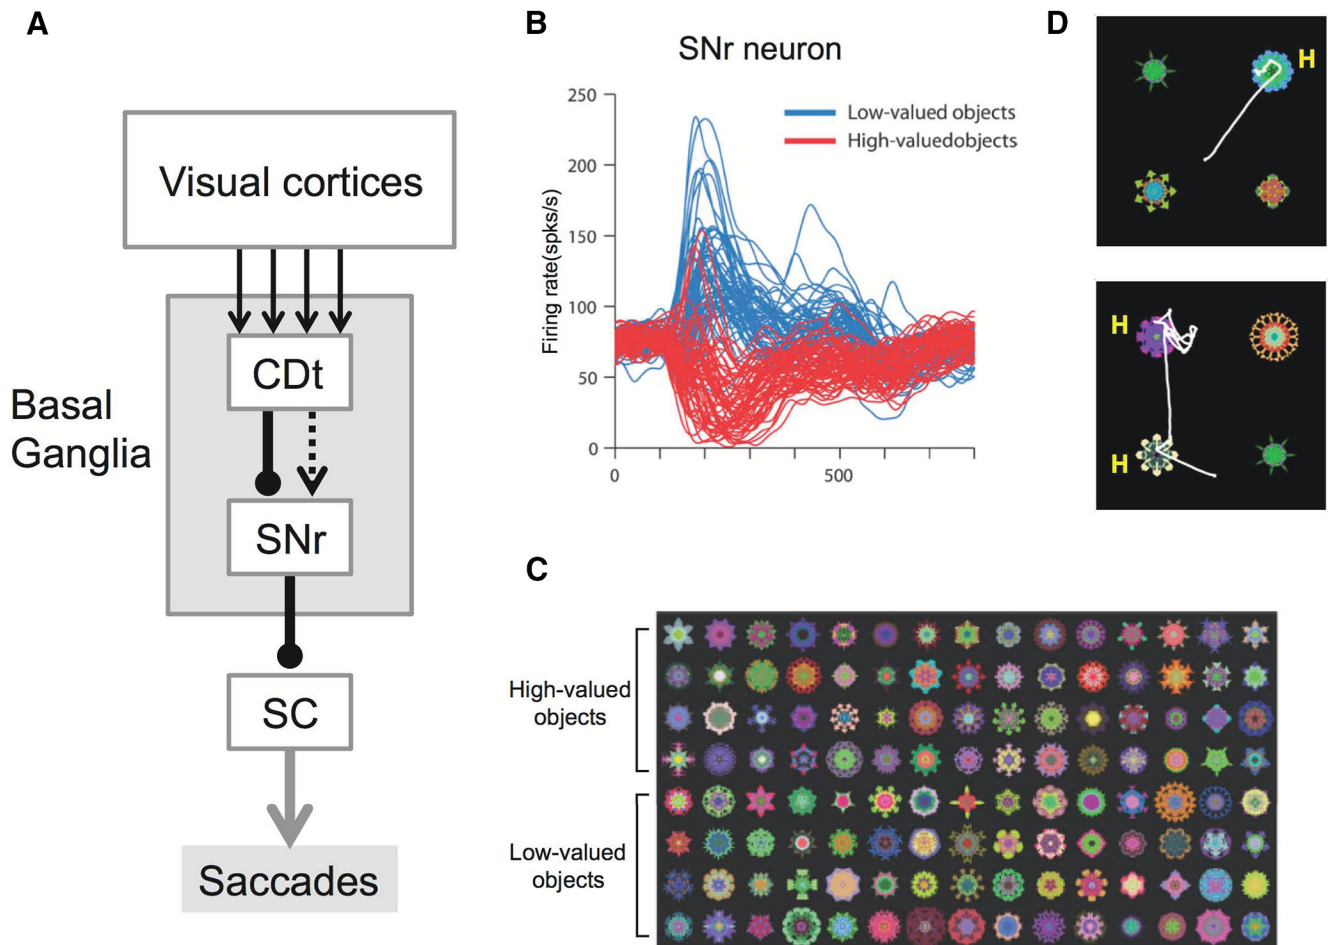 A
Visual cortices
Basal
Ganglia
CDt
SNr
SC
Saccades
B
SNr neuron
Firing rate(spks/s)
250
200
150
100
50
0
0
500
Low-valued objects
High-valuedobjects
D
H
H
H
C
High-valued
objects
Low-valued
objects